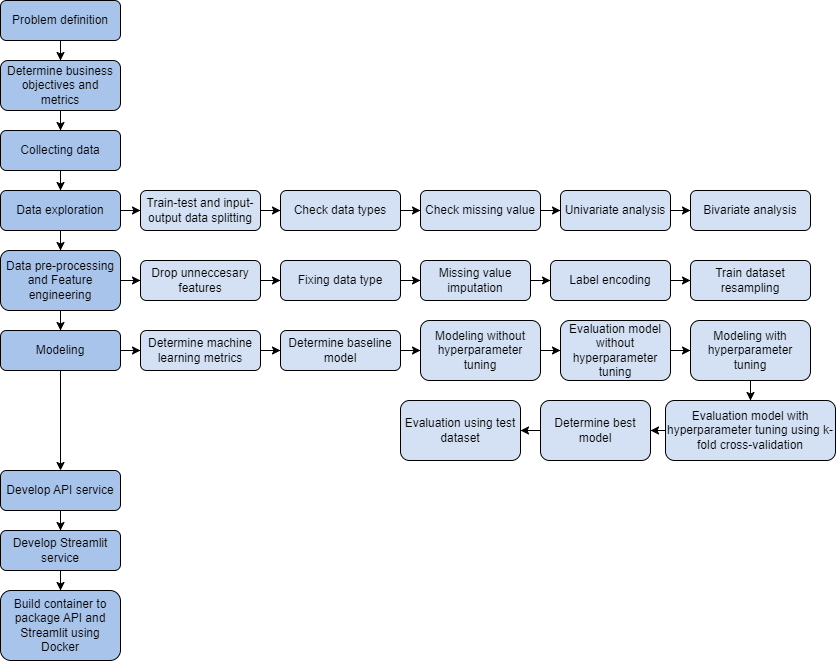 Problem definition
Determine business
objectives and
metrics
Collecting data
Data exploration
Train-test and input-
output data splitting
Check data types
Check missing value
Univariate analysis
Bivariate analysis
Data pre-processing
and Feature
engineering
Drop unneccesary
features
Fixing data type
Missing value
imputation
Label encoding
Train dataset
resampling
Modeling
Determine machine
learning metrics
Determine baseline
model
Modeling without
hyperparameter
tuning
Evaluation model
without
hyperparameter
tuning
Modeling with
hyperparameter
tuning
Evaluation model with
hyperparameter tuning using k-
fold cross-validation
Determine best
model
Evaluation using test
dataset
Develop API service
Develop Streamlit
service
Build container to
package API and
Streamlit using
Docker